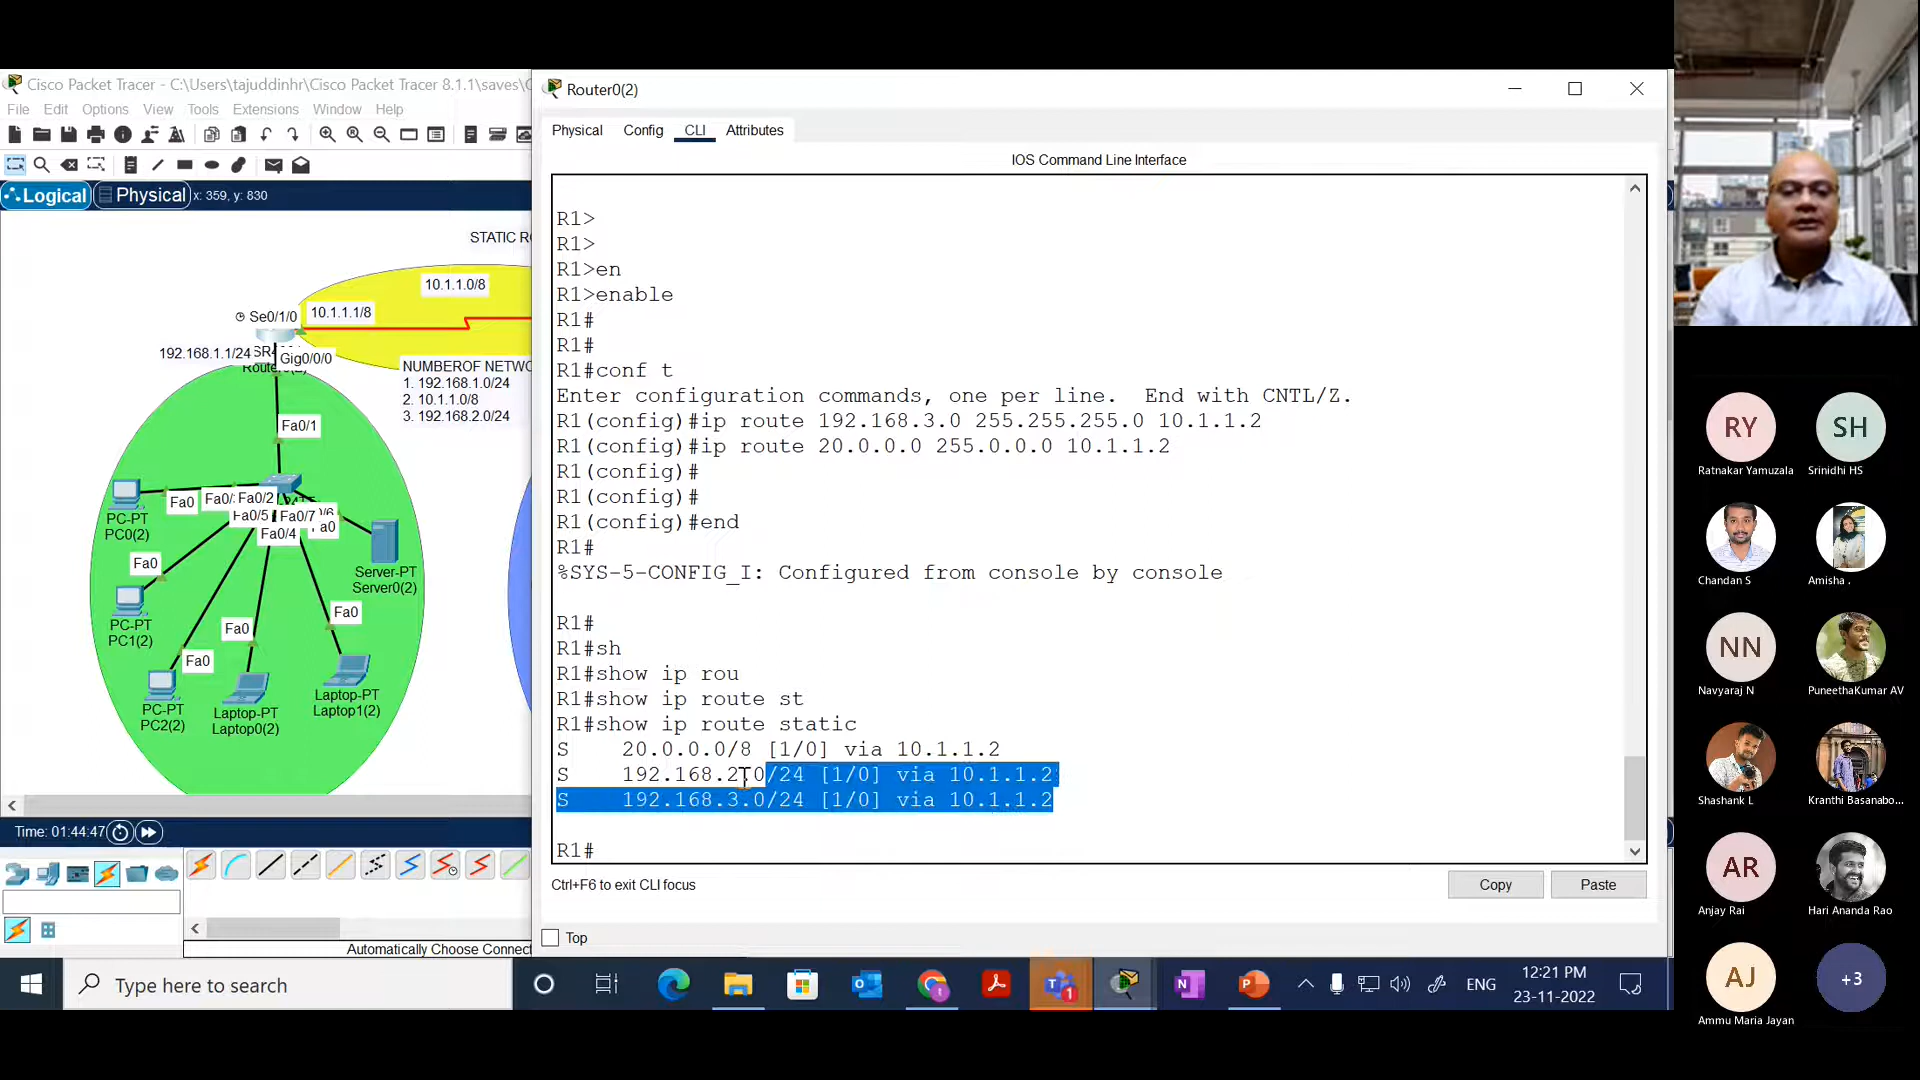 Cisco Packet Tracer - C:\Users\tajuddinhr\Cisco Packet Tracer 8.1.1\saves\
File Edit Options View Tools Extensions Window Help
Logical
Physical
x: 359, y: 830
STATIC R
10.1.1.0/8
Se0/1/0
10.1.1.1/8
192.168.1.1/24
Gig0/0/0
NUMBEROF NETWO
1. 192.168.1.0/24
2. 10.1.1.0/8
3. 192.168.2.0/24
Fa0/1
Fa0
Fa0/2
Fa0/5
Fa0/7
Fa0/4
PC-PT
PC0(2)
Server-PT
Server0(2)
Fa0
PC-PT
PC1(2)
Fa0
Fa0
Fa0
PC-PT
PC2(2)
Laptop-PT
Laptop0(2)
Laptop-PT
Laptop1(2)
Time: 01:44:47
Automatically Choose Connect
Router0(2)
Physical Config CLI Attributes
IOS Command Line Interface
R1>
R1>
R1>en
R1>enable
R1#
R1#
R1#conf t
Enter configuration commands, one per line. End with CNTL/Z.
R1(config)#ip route 192.168.3.0 255.255.255.0 10.1.1.2
R1(config)#ip route 20.0.0.0 255.0.0.0 10.1.1.2
R1(config)#
R1(config)#
R1(config)#end
R1#
%SYS-5-CONFIG_I: Configured from console by console
R1#
R1#sh
R1#show ip rou
R1#show ip route st
R1#show ip route static
S 20.0.0.0/8 [1/0] via 10.1.1.2
S 192.168.2.0/24 [1/0] via 10.1.1.2
S 192.168.3.0/24 [1/0] via 10.1.1.2
R1#
Ctrl+F6 to exit CLI focus
Copy
Paste
Top
Type here to search
1
ENG
12:21 PM
23-11-2022
RY
Ratnakar Yamuzala
SH
Srinidhi HS
Chandan S
Amisha .
NN
Navyaraj N
PuneethaKumar AV
Shashank L
Kranthi Basanabo...
AR
Anjay Rai
Hari Ananda Rao
AJ
Ammu Maria Jayan
+3